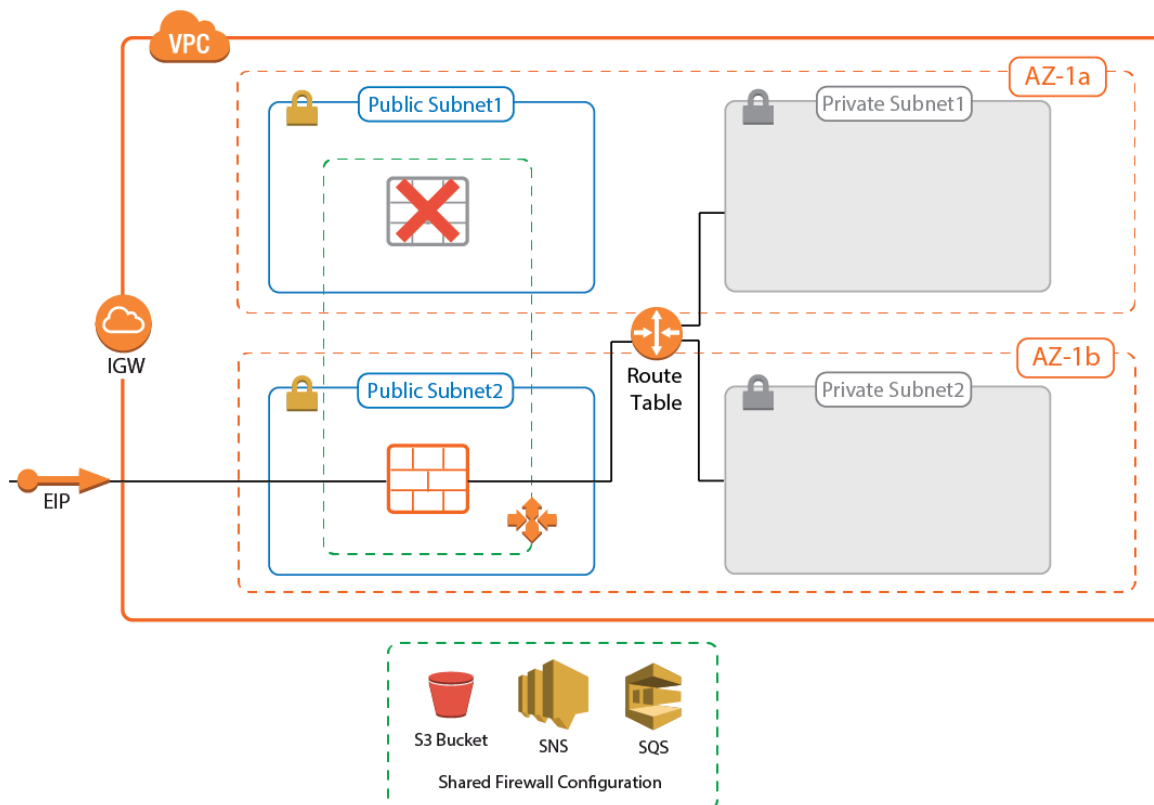 VPC
AZ-1a
Public Subnet1
Private Subnet1
IGW
Route
Table
AZ-1b
Public Subnet2
Private Subnet2
EIP
S3 Bucket
SNS
SQS
Shared Firewall Configuration